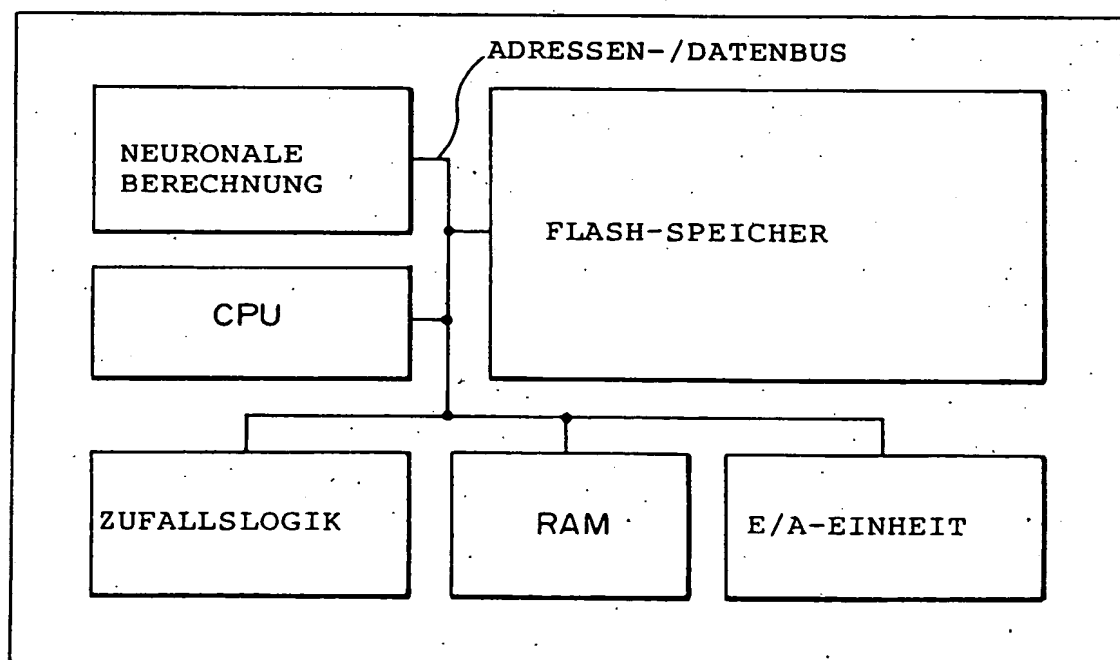 ADRESSEN-/DATENBUS
NEURONALE
BERECHNUNG
FLASH-SPEICHER
CPU
ZUFALLSLOGIK
RAM
E/A-EINHEIT